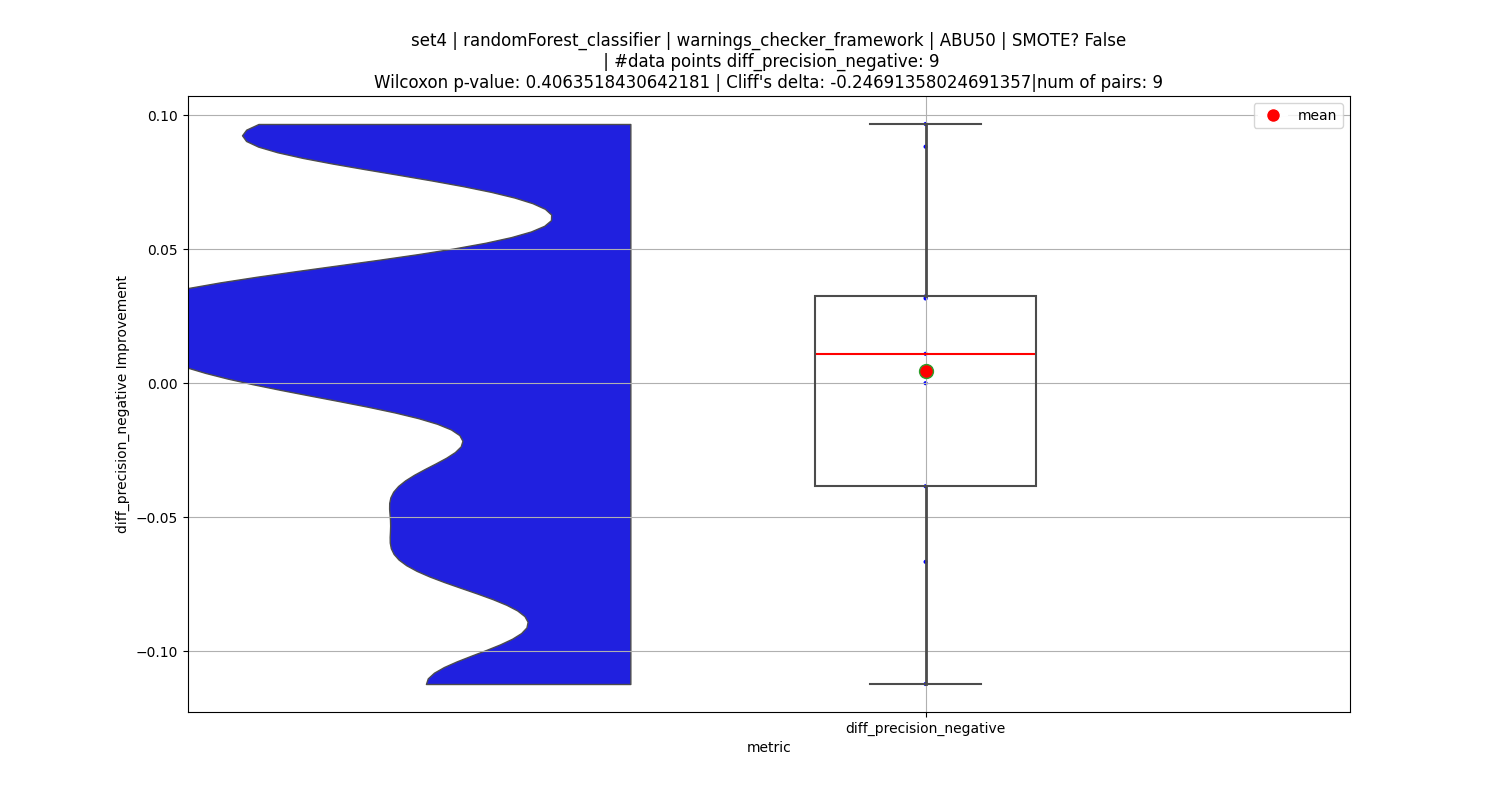 set4 | randomForest_classifier | warnings_checker_framework | ABU50 | SMOTE? False
| #data points diff_precision_negative: 9
Wilcoxon p-value: 0.4063518430642181 | Cliff's delta: -0.24691358024691357|num of pairs: 9
mean
0.10
0.05
0.00
−0.05
−0.10
diff_precision_negative Improvement
diff_precision_negative
metric